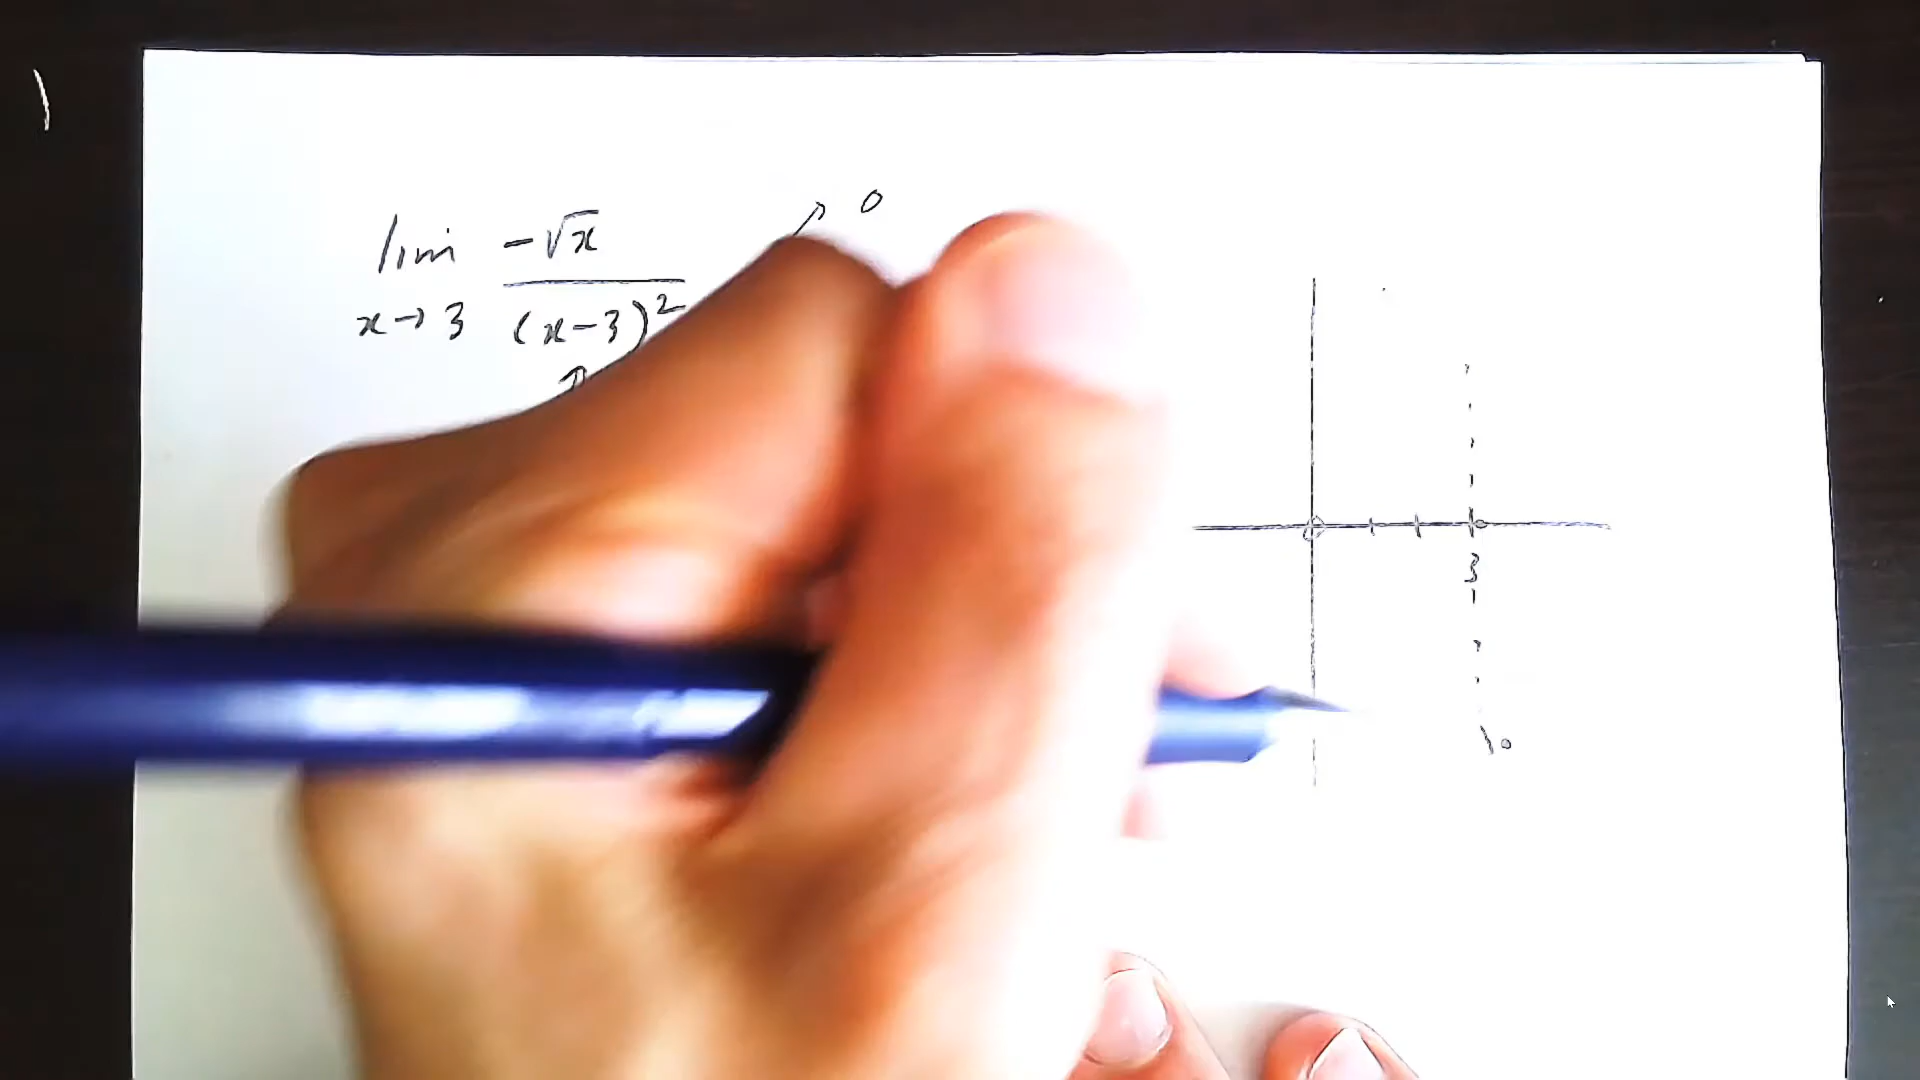 lim -√x
x→3 (x-3)²
0
3